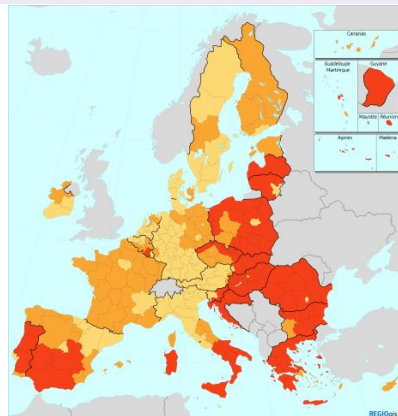 Canarias
Guadeloupe
Martinique
Guyane
Mayotte
Réunion
Açores
Madeira
REGIOgis